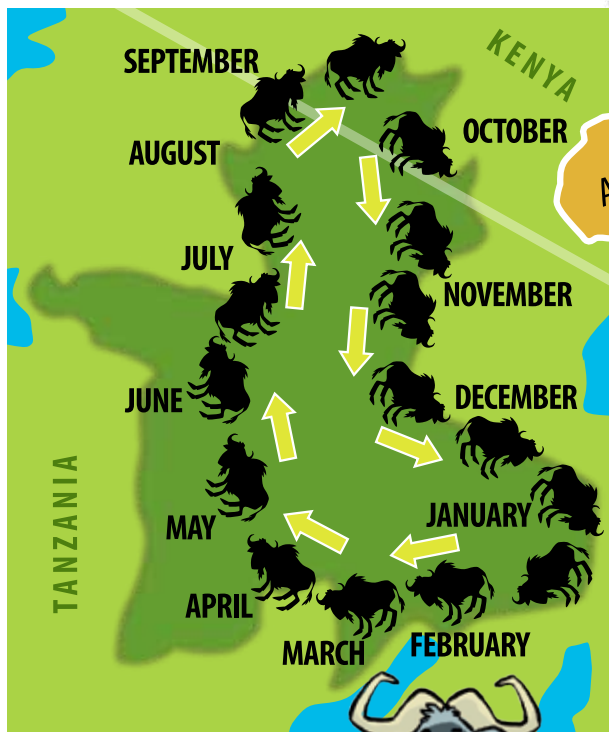 KENYA
SEPTEMBER
OCTOBER
AUGUST
A
JULY
NOVEMBER
JUNE
DECEMBER
TANZANIA
JANUARY
MAY
APRIL
FEBRUARY
MARCH